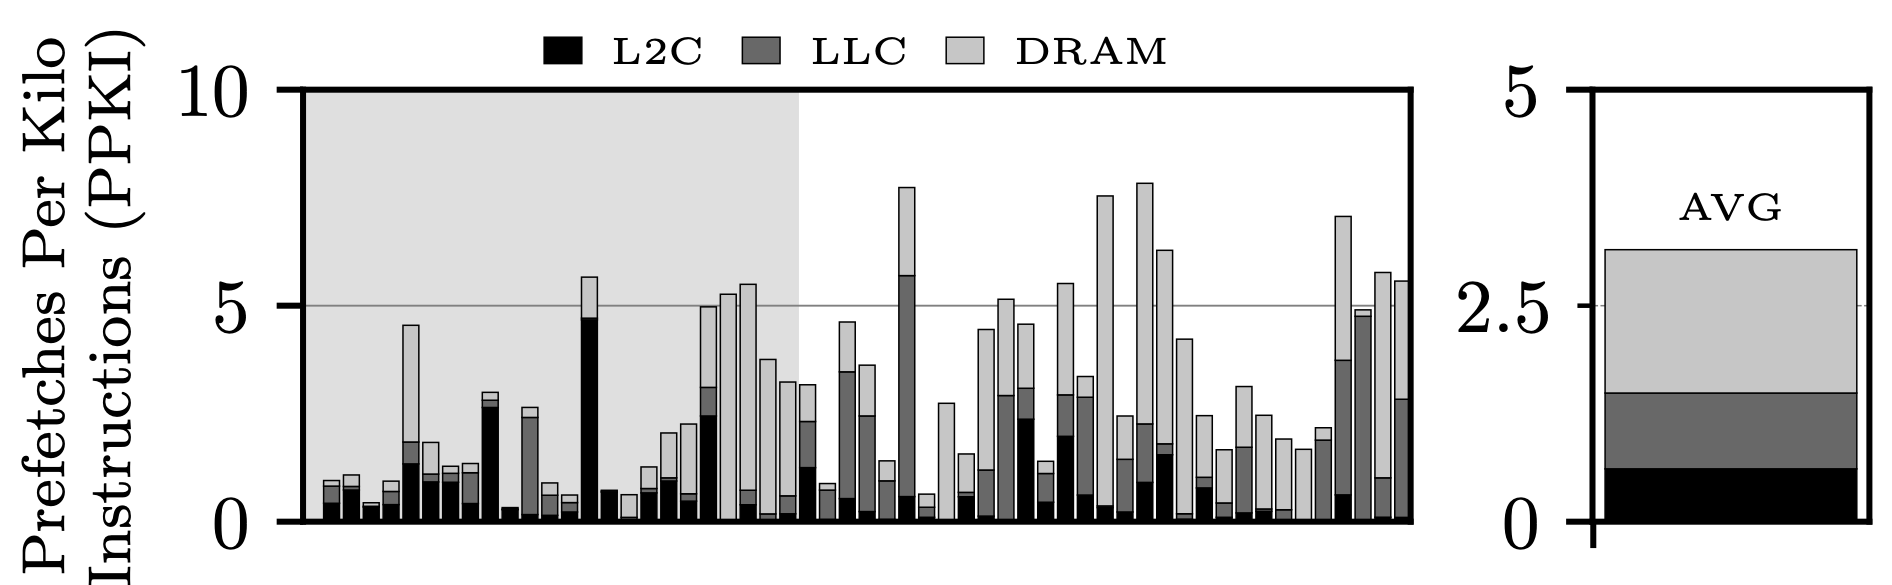 Prefetches Per Kilo
Instructions (PPKI)
L2C LLC DRAM
10
5
0
5
2.5
0
AVG